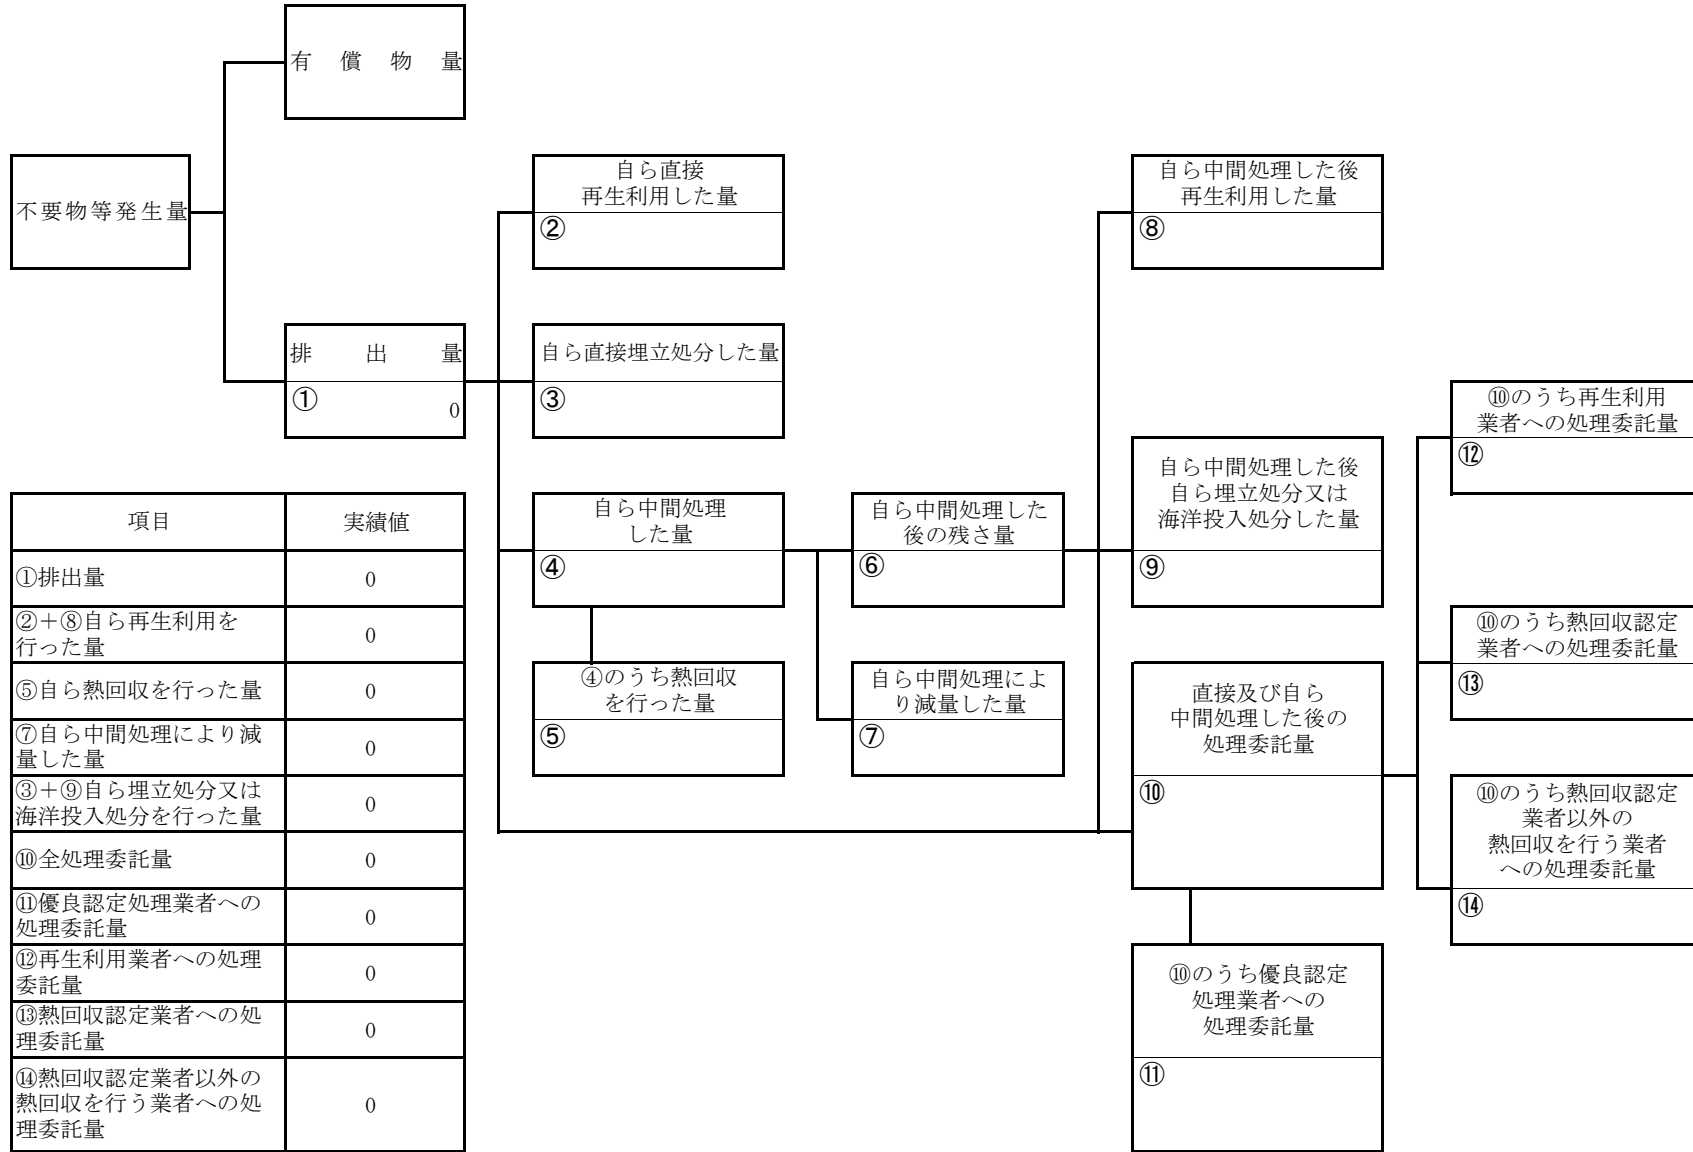 有償物量
不要物等発生量
自ら直接
再生利用した量
②
自ら中間処理した後
再生利用した量
⑧
排出量
①
0
自ら直接埋立処分した量
③
⑩のうち再生利用
業者への処理委託量
⑫
自ら中間処理
した量
④
自ら中間処理した
後の残さ量
⑥
自ら中間処理した後
自ら埋立処分又は
海洋投入処分した量
⑨
④のうち熱回収
を行った量
⑤
自ら中間処理によ
り減量した量
⑦
直接及び自ら
中間処理した後の
処理委託量
⑩
⑩のうち熱回収認定
業者への処理委託量
⑬
⑩のうち熱回収認定
業者以外の
熱回収を行う業者
への処理委託量
⑭
⑩のうち優良認定
処理業者への
処理委託量
⑪
項目 実績値
①排出量 0
②＋⑧自ら再生利用を
行った量 0
⑤自ら熱回収を行った量 0
⑦自ら中間処理により減
量した量 0
③＋⑨自ら埋立処分又は
海洋投入処分を行った量 0
⑩全処理委託量 0
⑪優良認定処理業者への
処理委託量 0
⑫再生利用業者への処理
委託量 0
⑬熱回収認定業者への処
理委託量 0
⑭熱回収認定業者以外の
熱回収を行う業者への処 0
理委託量